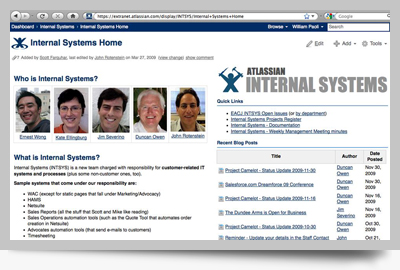 https://extranet.atlassian.com/display/INTSYS/Internal+Systems+Home
Google
Dashboard > Internal Systems > Internal Systems Home
Browse
William Pooli
Internal Systems Home
Edit
Add
Tools
Added by Scott Farquhar, last edited by John Rotenstein on Mar 27, 2009 (view change) show comment
Who is Internal Systems?
Ernest Wong
Kate Ellingburg
Jim Severino
Duncan Owen
John Rotenstein
What is Internal Systems?
Internal Systems (INTSYS) is a new team charged with responsibility for customer-related IT
systems and processes (plus some non-customer ones, too).
Sample systems that come under our responsibility are:
WAC (except for static pages that fall under Marketing/Advocacy)
HAMS
Netsuite
Sales Reports (all the stuff that Scott and Mike like reading)
Sales Operations automation tools (such as the Quote Tool that automates order
creation in Netsuite)
Advocates automation tools (that send e-mails to customers)
Timesheeting
ATLASSIAN
INTERNAL SYSTEMS
Quick Links
EACJ INTSYS Open Issues (or by department)
Internal Systems Projects Register
Internal Systems - Documentation
Internal Systems - Weekly Management Meeting minutes
Recent Blog Posts
Title
Author
Date
Posted
Project Camelot - Status Update 2009-11-30
Duncan
Owen
Nov 30,
2009
Salesforce.com Dreamforce 09 Conference
Duncan
Owen
Nov 30,
2009
Project Camelot - Status Update 2009-11-16
Duncan
Owen
Nov 16,
2009
The Dundee Arms is Open for Business
Jim
Severino
Nov 16,
2009
Project Camelot - Status Update 2009-10-30
Duncan
Owen
Nov 02,
2009
Reminder - Update your details in the Staff Contact
John
Oct 21,